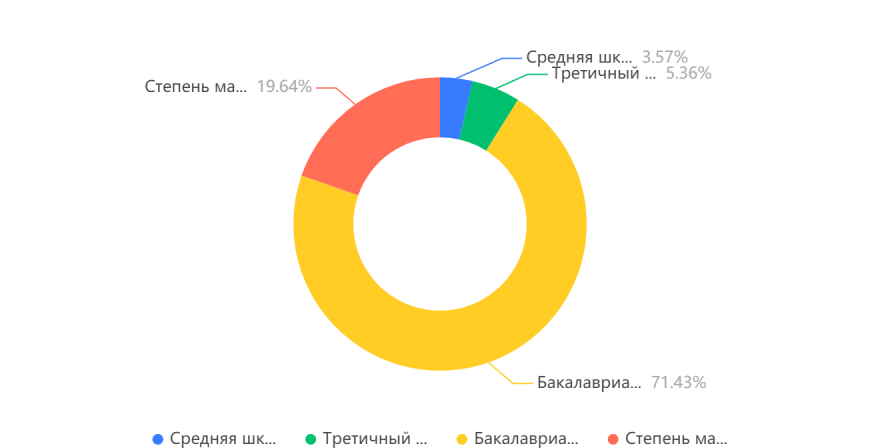 Средняя шк... 3.57%
Третичный ... 5.36%
Степень ма... 19.64%
Бакалавриа... 71.43%
Средняя шк... Третичный ... Бакалавриа... Степень ма...